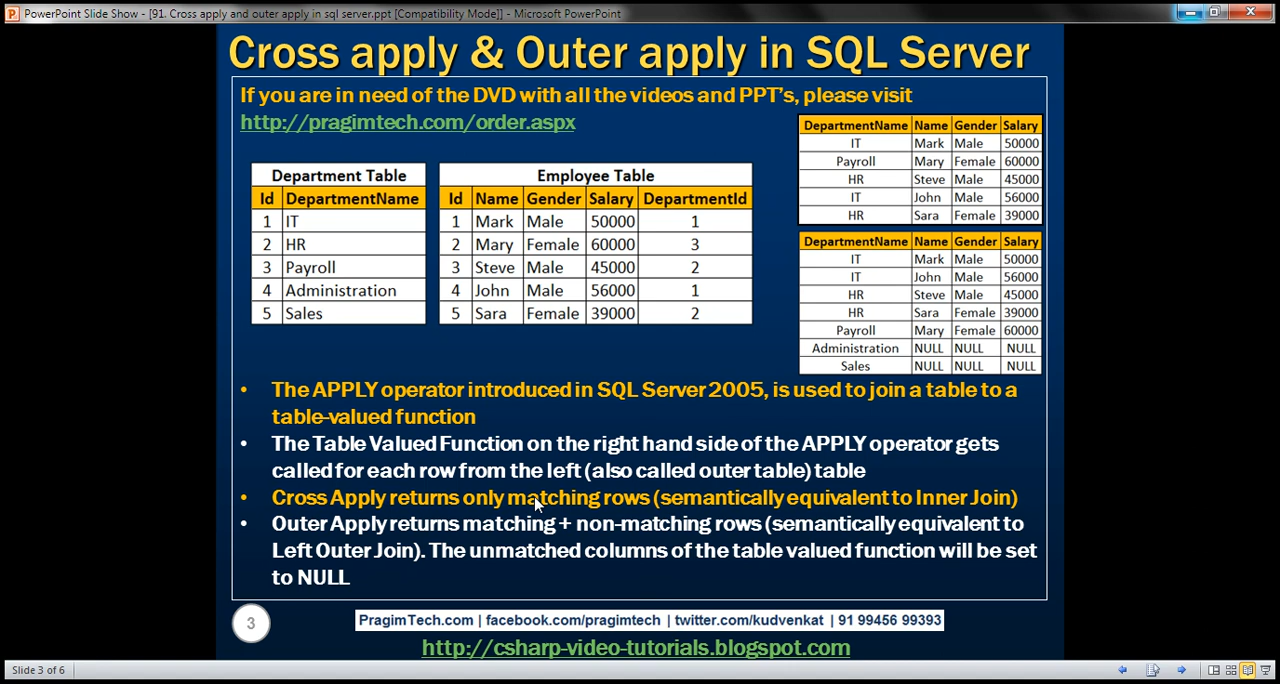 PowerPoint Slide Show - [91. Cross apply and outer apply in sql server.ppt [Compatibility Mode]] - Microsoft PowerPoint
Cross apply & Outer apply in SQL Server
If you are in need of the DVD with all the videos and PPT's, please visit
http://pragimtech.com/order.aspx
Department Table
Id DepartmentName
1 IT
2 HR
3 Payroll
4 Administration
5 Sales
Employee Table
Id Name Gender Salary DepartmentId
1 Mark Male 50000 1
2 Mary Female 60000 3
3 Steve Male 45000 2
4 John Male 56000 1
5 Sara Female 39000 2
DepartmentName Name Gender Salary
IT Mark Male 50000
Payroll Mary Female 60000
HR Steve Male 45000
IT John Male 56000
HR Sara Female 39000
DepartmentName Name Gender Salary
IT Mark Male 50000
IT John Male 56000
HR Steve Male 45000
HR Sara Female 39000
Payroll Mary Female 60000
Administration NULL NULL NULL
Sales NULL NULL NULL
• The APPLY operator introduced in SQL Server 2005, is used to join a table to a
table-valued function
• The Table Valued Function on the right hand side of the APPLY operator gets
called for each row from the left (also called outer table) table
• Cross Apply returns only matching rows (semantically equivalent to Inner Join)
• Outer Apply returns matching + non-matching rows (semantically equivalent to
Left Outer Join). The unmatched columns of the table valued function will be set
to NULL
3
PragimTech.com | facebook.com/pragimtech | twitter.com/kudvenkat | 91 99456 99393
http://csharp-video-tutorials.blogspot.com
Slide 3 of 6